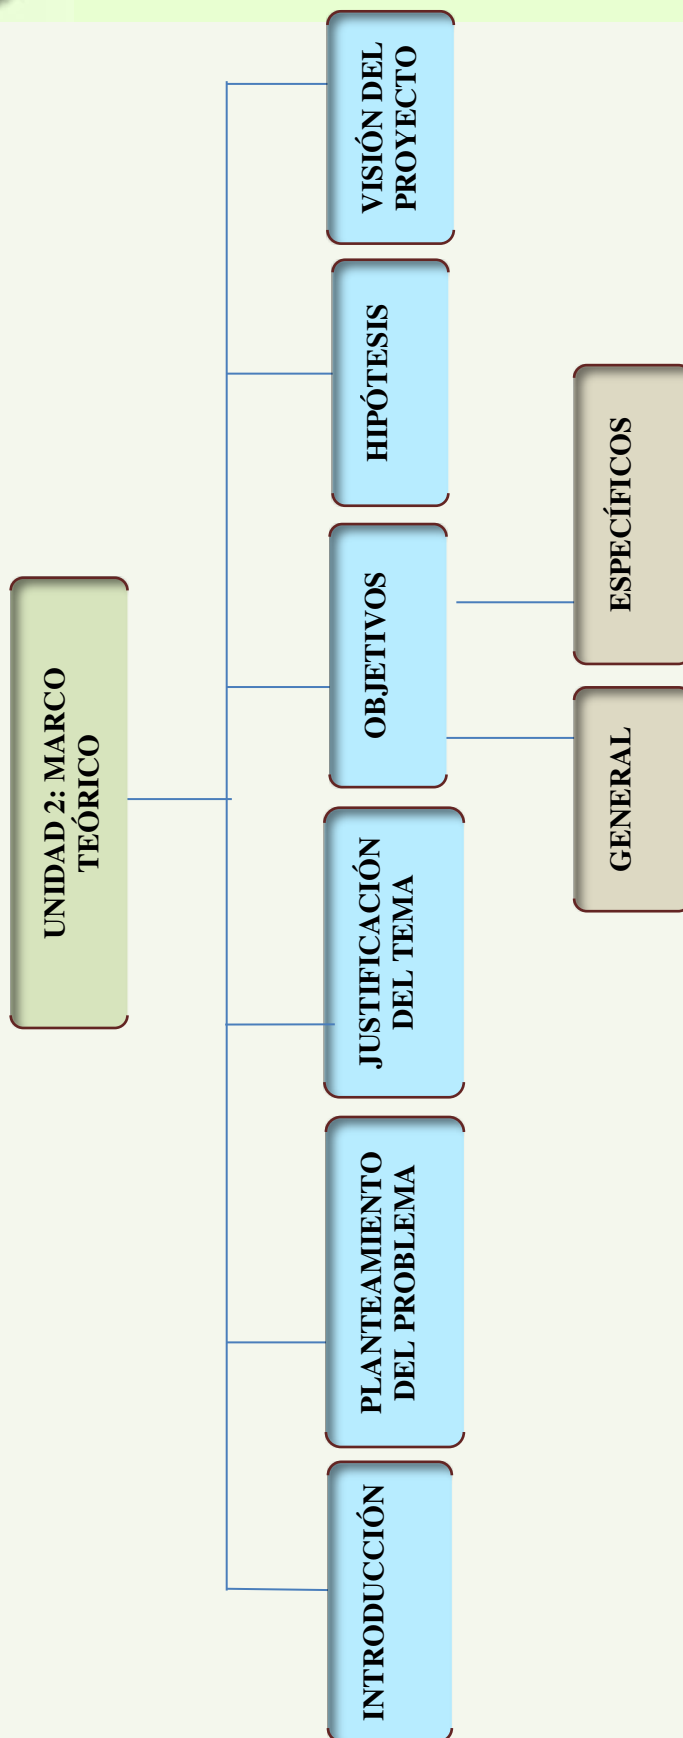 UNIDAD 2: MARCO
TEÓRICO
INTRODUCCIÓN
PLANTEAMIENTO
DEL PROBLEMA
JUSTIFICACIÓN
DEL TEMA
OBJETIVOS
HIPÓTESIS
VISIÓN DEL
PROYECTO
GENERAL
ESPECÍFICOS